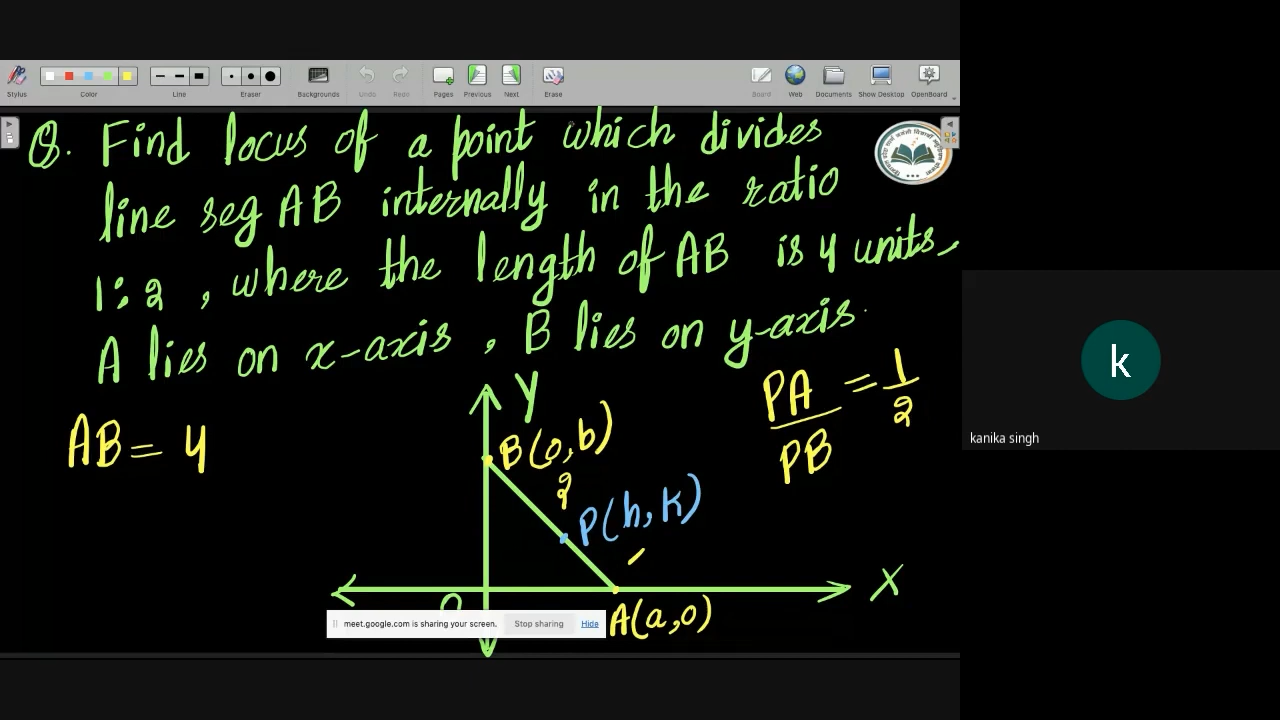 Stylus
Color
Line
Eraser
Backgrounds
Undo
Redo
Pages
Previous
Next
Erase
Board
Web
Documents
Show Desktop
OpenBoard
Q. Find locus of a point which divides
line seg AB internally in the ratio
1:2, where the length of AB is 4 units,
A lies on x-axis, B lies on y-axis.
AB = 4
Y
B(0,b)
PA/PB = 1/2
2
P(h,k)
X
O
A(a,0)
meet.google.com is sharing your screen.
Stop sharing
Hide
k
kanika singh